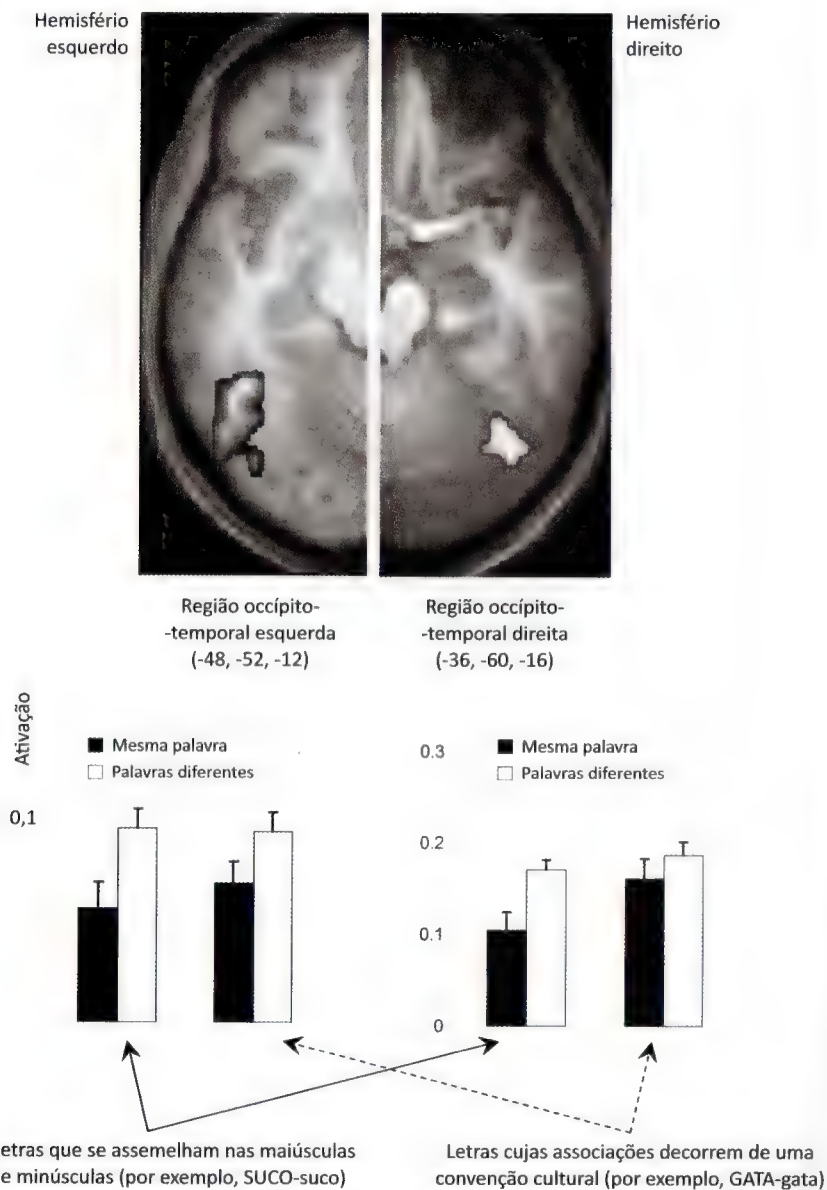 Hemisfério
esquerdo
Hemisfério
direito
Região occípito-
-temporal esquerda
(-48, -52, -12)
Região occípito-
-temporal direita
(-36, -60, -16)
Ativação
Mesma palavra
Palavras diferentes
0,1
0.3
Mesma palavra
Palavras diferentes
0.2
0.1
0
etras que se assemelham nas maiúsculas
e minúsculas (por exemplo, SUCO-suco)
Letras cujas associações decorrem de uma
convenção cultural (por exemplo, GATA-gata)